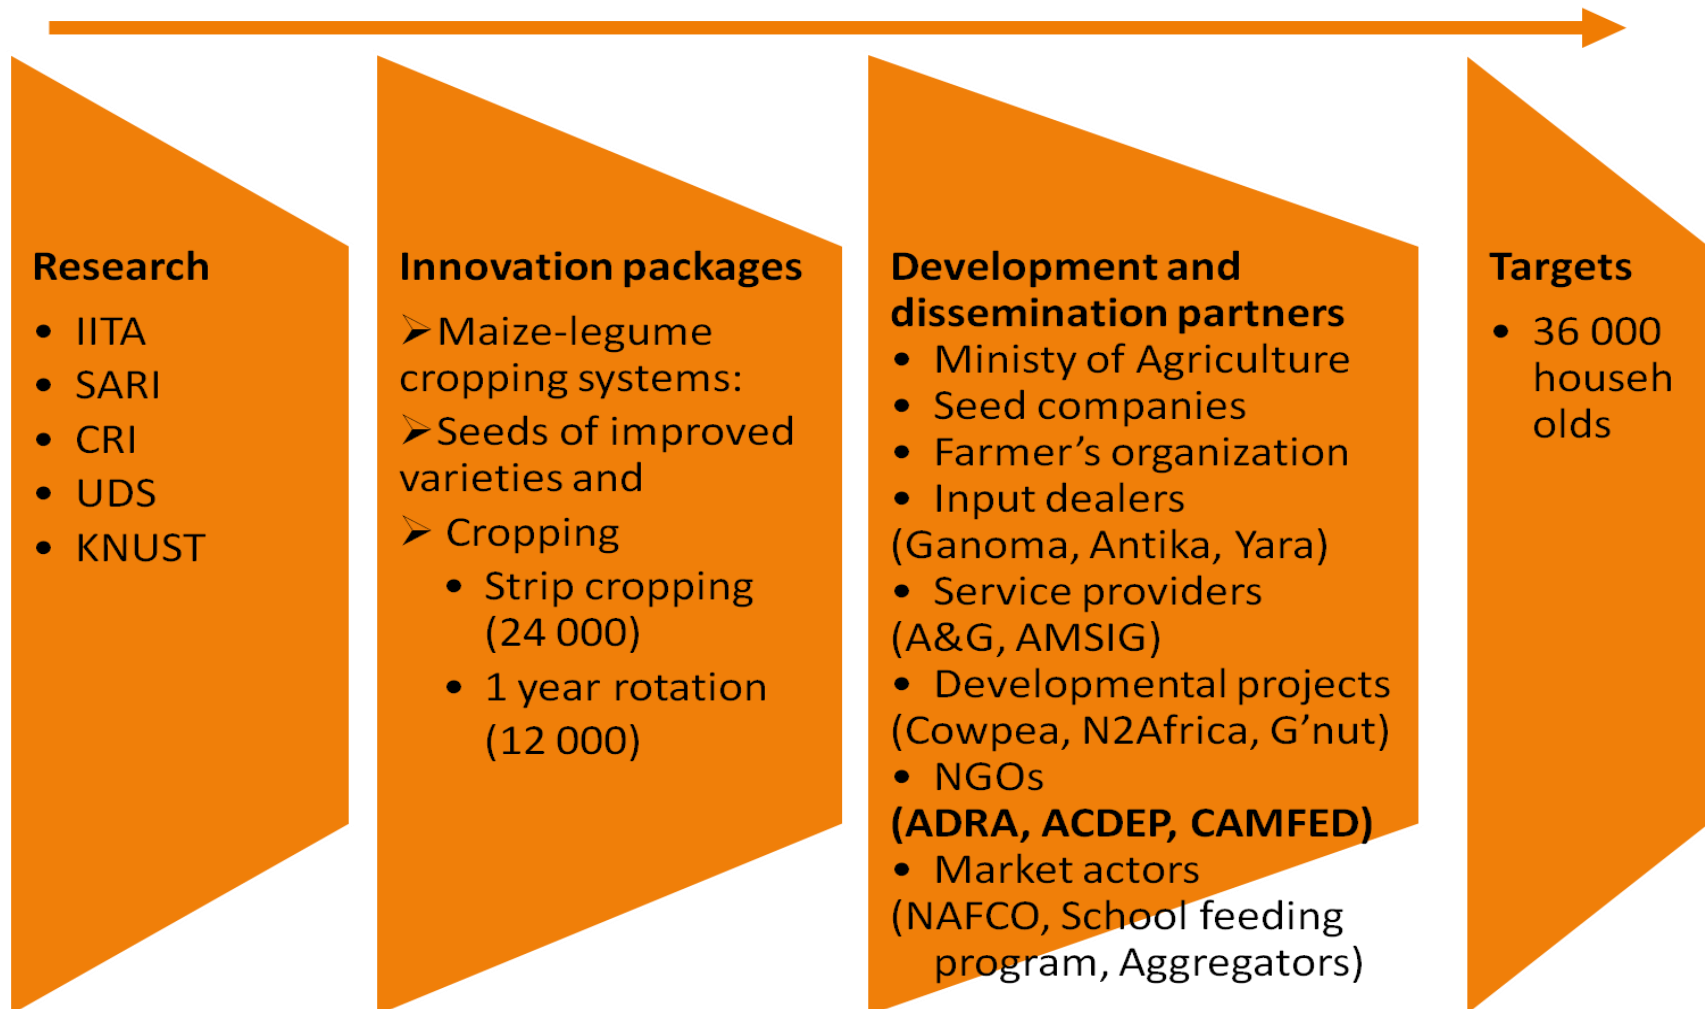 Research
• IITA
• SARI
• CRI
• UDS
• KNUST
Innovation packages
➢Maize-legume
cropping systems:
➢Seeds of improved
varieties and
➢ Cropping
• Strip cropping
(24 000)
• 1 year rotation
(12 000)
Development and
dissemination partners
• Ministy of Agriculture
• Seed companies
• Farmer’s organization
• Input dealers
(Ganoma, Antika, Yara)
• Service providers
(A&G, AMSIG)
• Developmental projects
(Cowpea, N2Africa, G’nut)
• NGOs
(ADRA, ACDEP, CAMFED)
• Market actors
(NAFCO, School feeding
program, Aggregators)
Targets
• 36 000
househ
olds